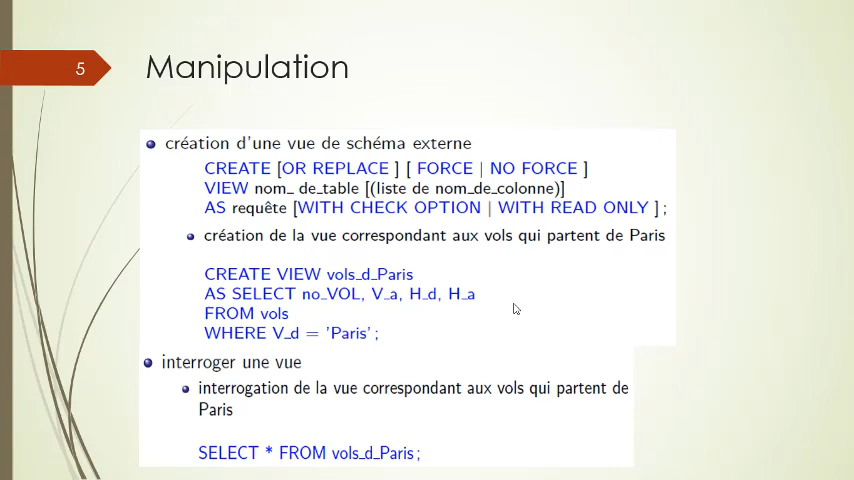 5
Manipulation
création d'une vue de schéma externe
CREATE [OR REPLACE ] [ FORCE | NO FORCE ]
VIEW nom_ de_table [(liste de nom_de_colonne)]
AS requête [WITH CHECK OPTION | WITH READ ONLY ] ;
création de la vue correspondant aux vols qui partent de Paris
CREATE VIEW vols_d_Paris
AS SELECT no_VOL, V_a, H_d, H_a
FROM vols
WHERE V_d = 'Paris' ;
interroger une vue
interrogation de la vue correspondant aux vols qui partent de
Paris
SELECT * FROM vols_d_Paris ;